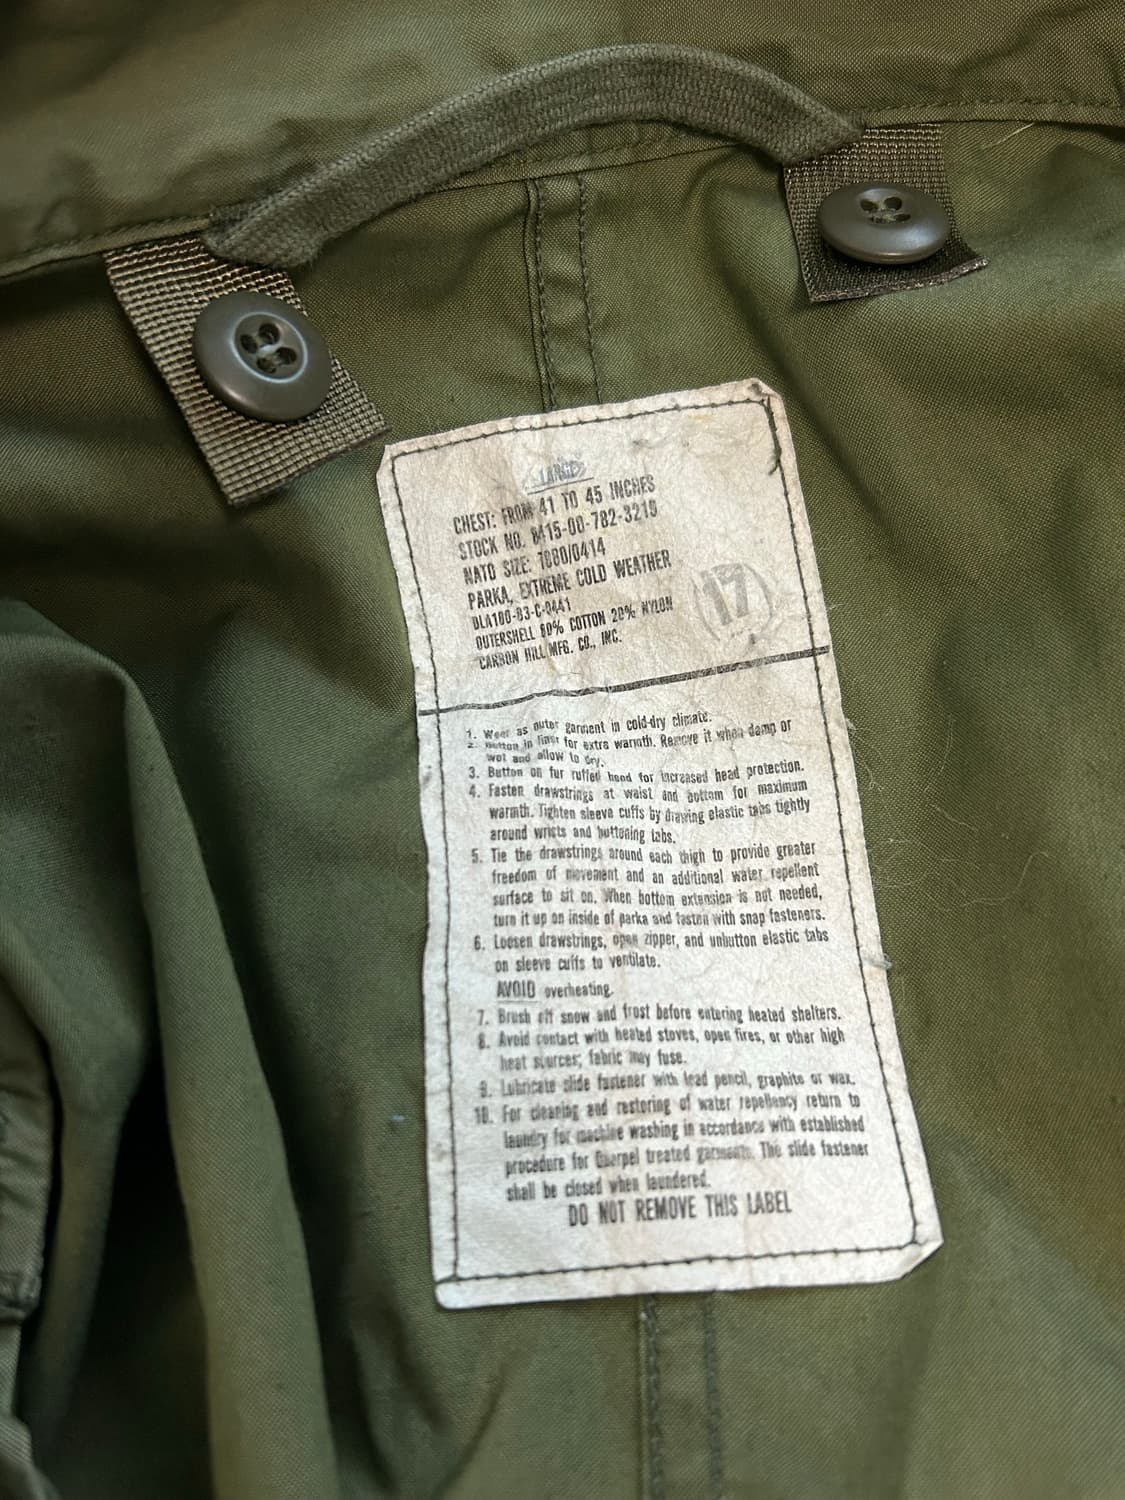 LARGE
CHEST: FROM 41 TO 45 INCHES
STOCK NO. 8415-00-782-3219
NATO SIZE: 7880/0414
PARKA, EXTREME COLD WEATHER
DLA100-83-C-0441
OUTERSHELL 80% COTTON 20% NYLON
CARBON HILL MFG. CO., INC.
17
1. Wear as outer garment in cold-dry climate.
2. Button in liner for extra warmth. Remove it when damp or
wet and allow to dry.
3. Button on fur ruffed hood for increased head protection.
4. Fasten drawstrings at waist and bottom for maximum
warmth. Tighten sleeve cuffs by drawing elastic tabs tightly
around wrists and buttoning tabs.
5. Tie the drawstrings around each thigh to provide greater
freedom of movement and an additional water repellent
surface to sit on. When bottom extension is not needed,
turn it up on inside of parka and fasten with snap fasteners.
6. Loosen drawstrings, open zipper, and unbutton elastic tabs
on sleeve cuffs to ventilate.
AVOID overheating.
7. Brush off snow and frost before entering heated shelters.
8. Avoid contact with heated stoves, open fires, or other high
heat sources; fabric may fuse.
9. Lubricate slide fastener with lead pencil, graphite or wax.
10. For cleaning and restoring of water repellency return to
laundry for machine washing in accordance with established
procedure for Quarpel treated garments. The slide fastener
shall be closed when laundered.
DO NOT REMOVE THIS LABEL